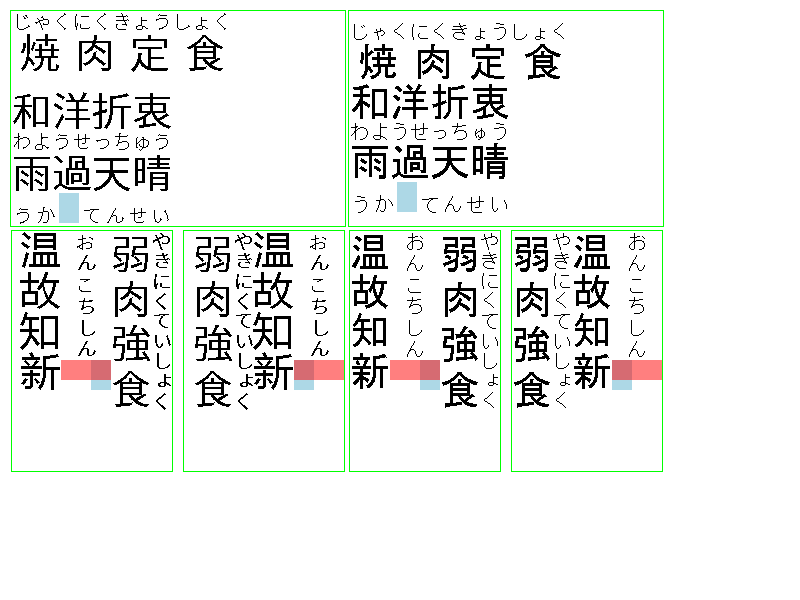 じゃくにくきょうしょく
焼肉定食
和洋折衷
わようせっちゅう
雨過天晴
うかてんせい
じゃくにくきょうしょく
焼肉定食
和洋折衷
わようせっちゅう
雨過天晴
うかてんせい
やきにくていしょく
弱肉強食
おんこちしん
温故知新
おんこちしん
温故知新
やきにくていしょく
弱肉強食
やきにくていしょく
弱肉強食
おんこちしん
温故知新
おんこちしん
温故知新
やきにくていしょく
弱肉強食